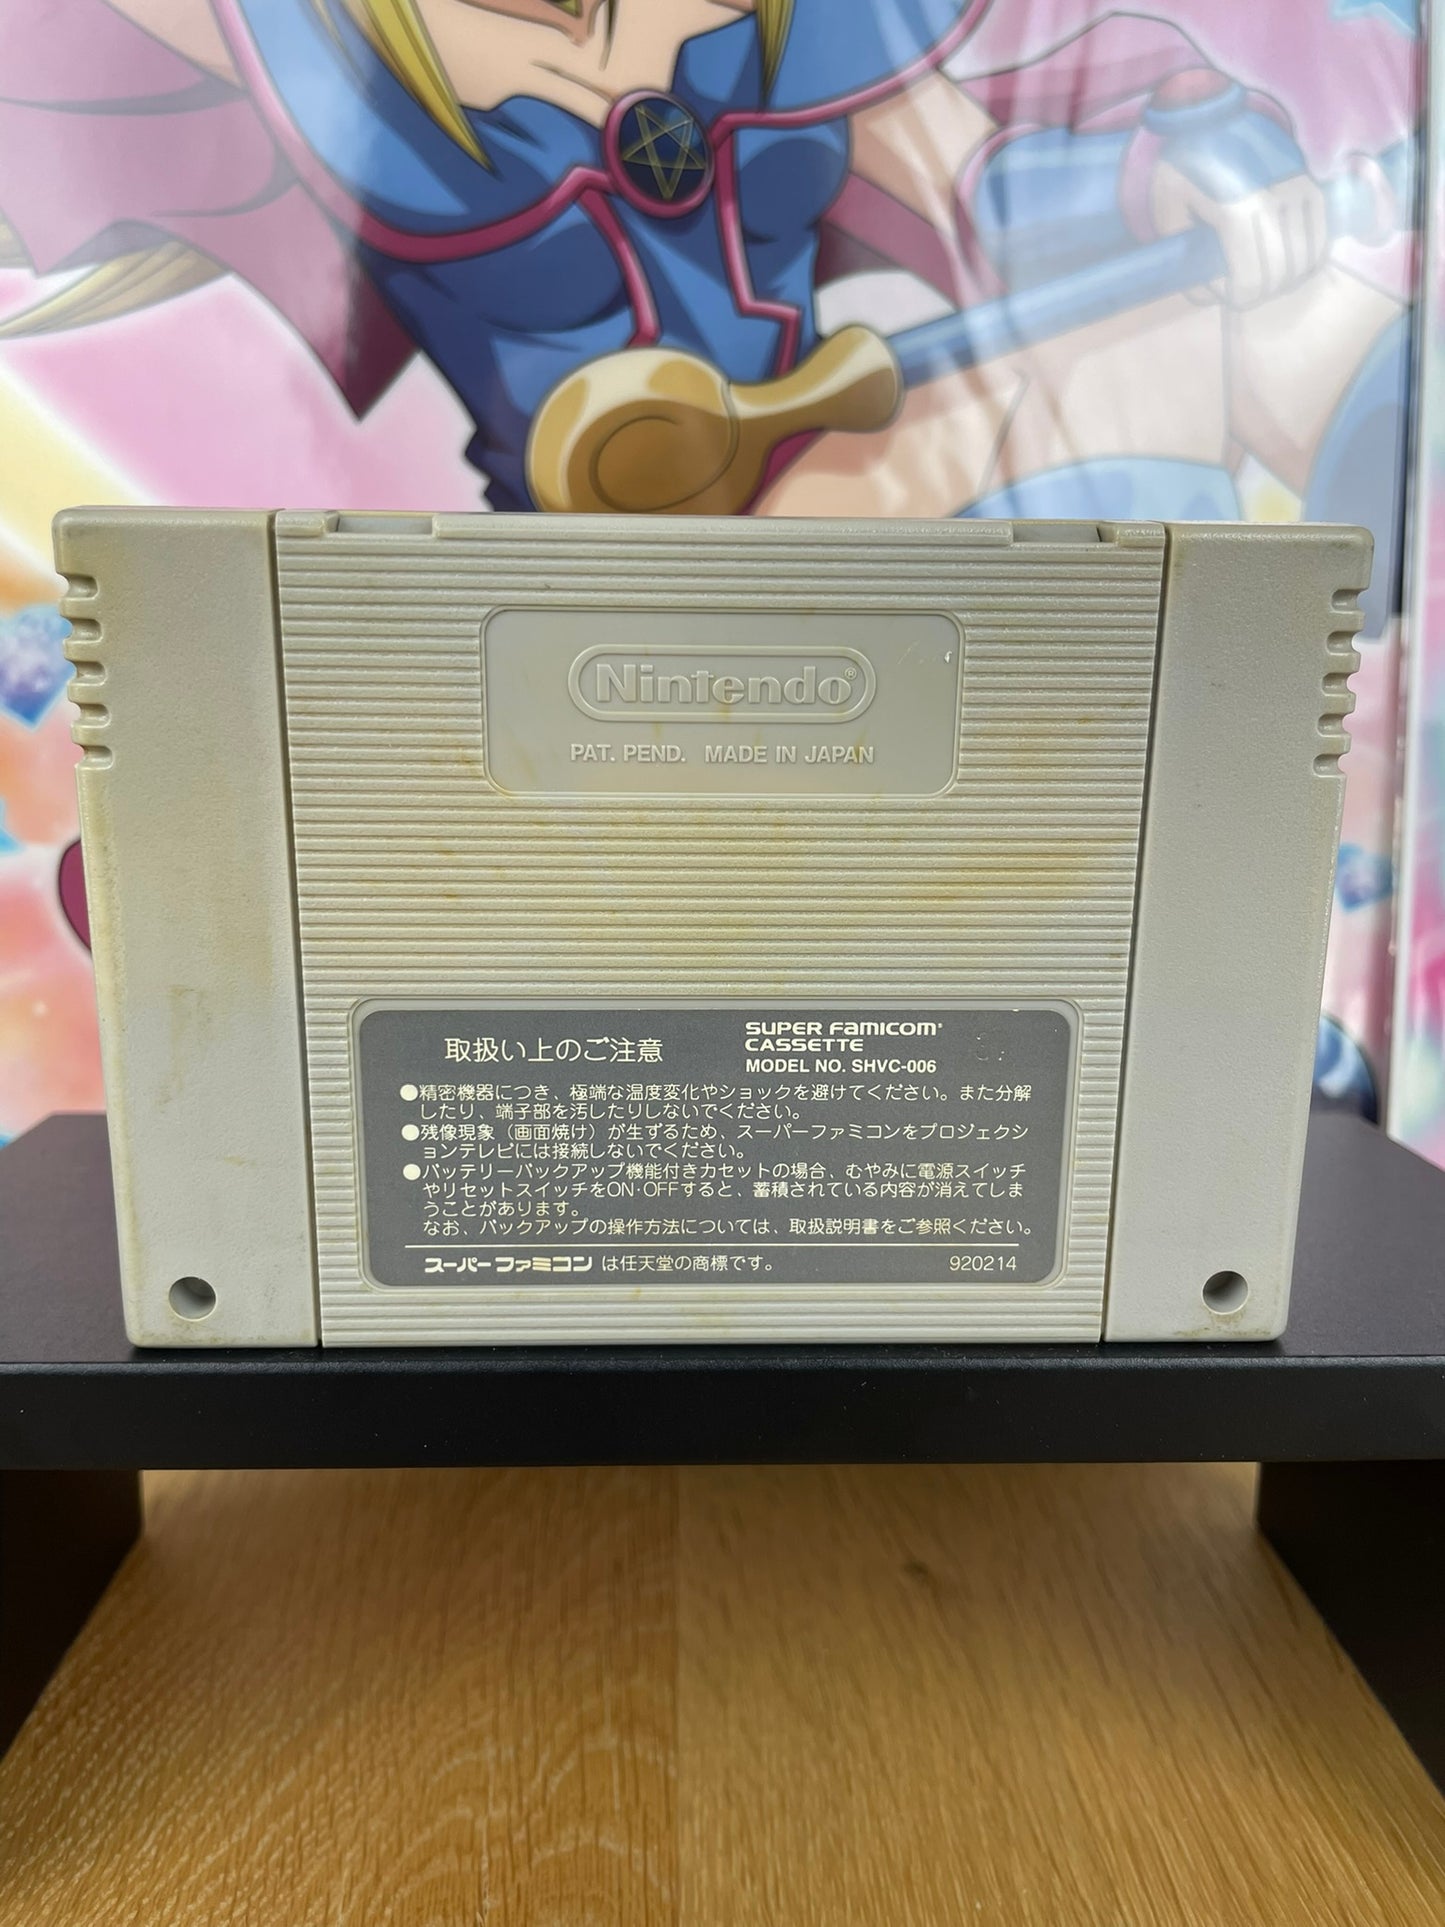 Nintendo®
PAT. PEND. MADE IN JAPAN
取扱い上のご注意
SUPER FAMICOM®
CASSETTE
MODEL NO. SHVC-006
●精密機器につき、極端な温度変化やショックを避けてください。また分解
したり、端子部を汚したりしないでください。
●残像現象（画面焼け）が生ずるため、スーパーファミコンをプロジェクシ
ョンテレビには接続しないでください。
●バッテリーバックアップ機能付きカセットの場合、むやみに電源スイッチ
やリセットスイッチをON・OFFすると、蓄積されている内容が消えてしま
うことがあります。
なお、バックアップの操作方法については、取扱説明書をご参照ください。
スーパーファミコンは任天堂の商標です。
920214